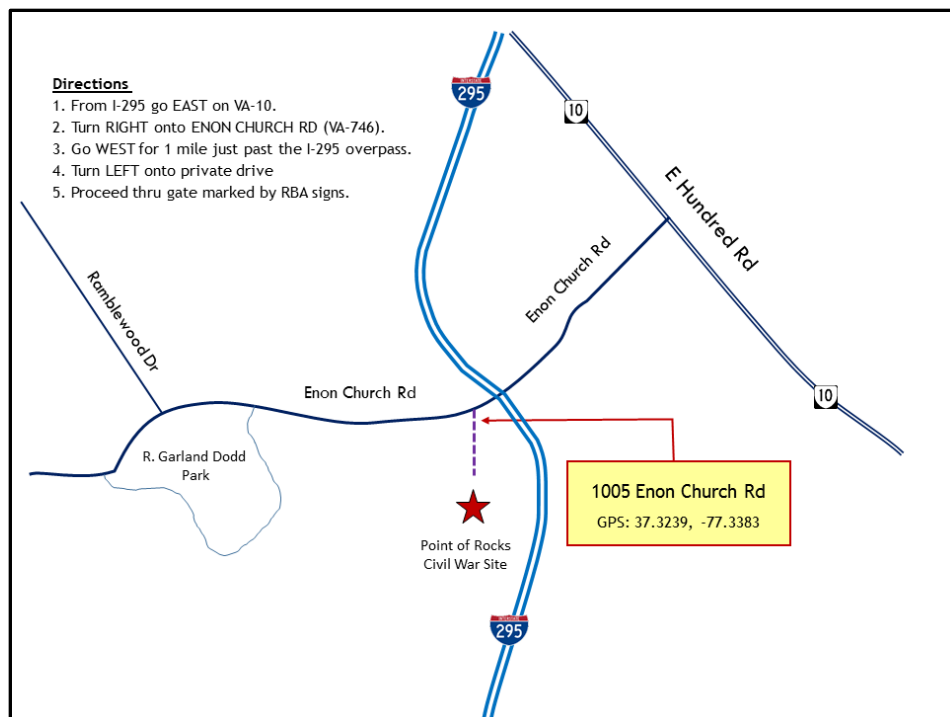 Directions
1. From I-295 go EAST on VA-10.
2. Turn RIGHT onto ENON CHURCH RD (VA-746).
3. Go WEST for 1 mile just past the I-295 overpass.
4. Turn LEFT onto private drive
5. Proceed thru gate marked by RBA signs.
INTERSTATE
295
10
E Hundred Rd
Enon Church Rd
Ramblewood Dr
Enon Church Rd
10
R. Garland Dodd
Park
1005 Enon Church Rd
GPS: 37.3239, -77.3383
Point of Rocks
Civil War Site
INTERSTATE
295